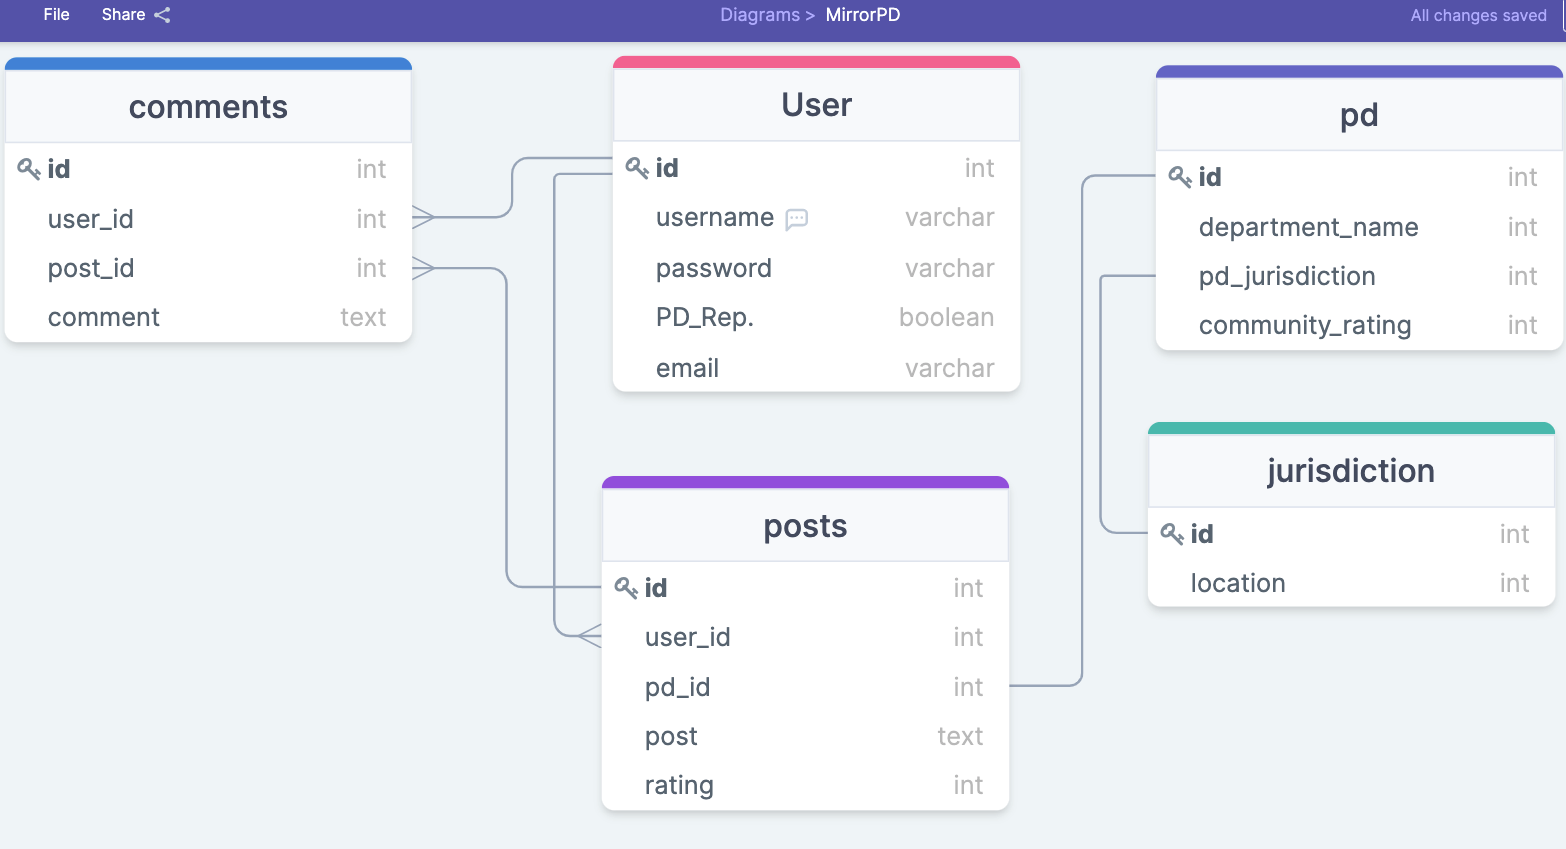 File Share Diagrams > MirrorPD All changes saved
comments
id int
user_id int
post_id int
comment text
User
id int
username varchar
password varchar
PD_Rep. boolean
email varchar
pd
id int
department_name int
pd_jurisdiction int
community_rating int
posts
id int
user_id int
pd_id int
post text
rating int
jurisdiction
id int
location int